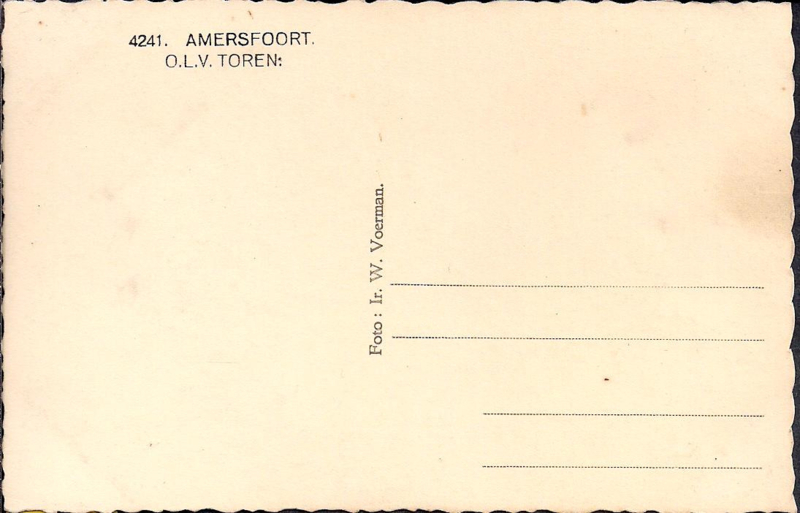 4241. AMERSFOORT.
O.L.V. TOREN:
Foto: Ir. W. Voerman.